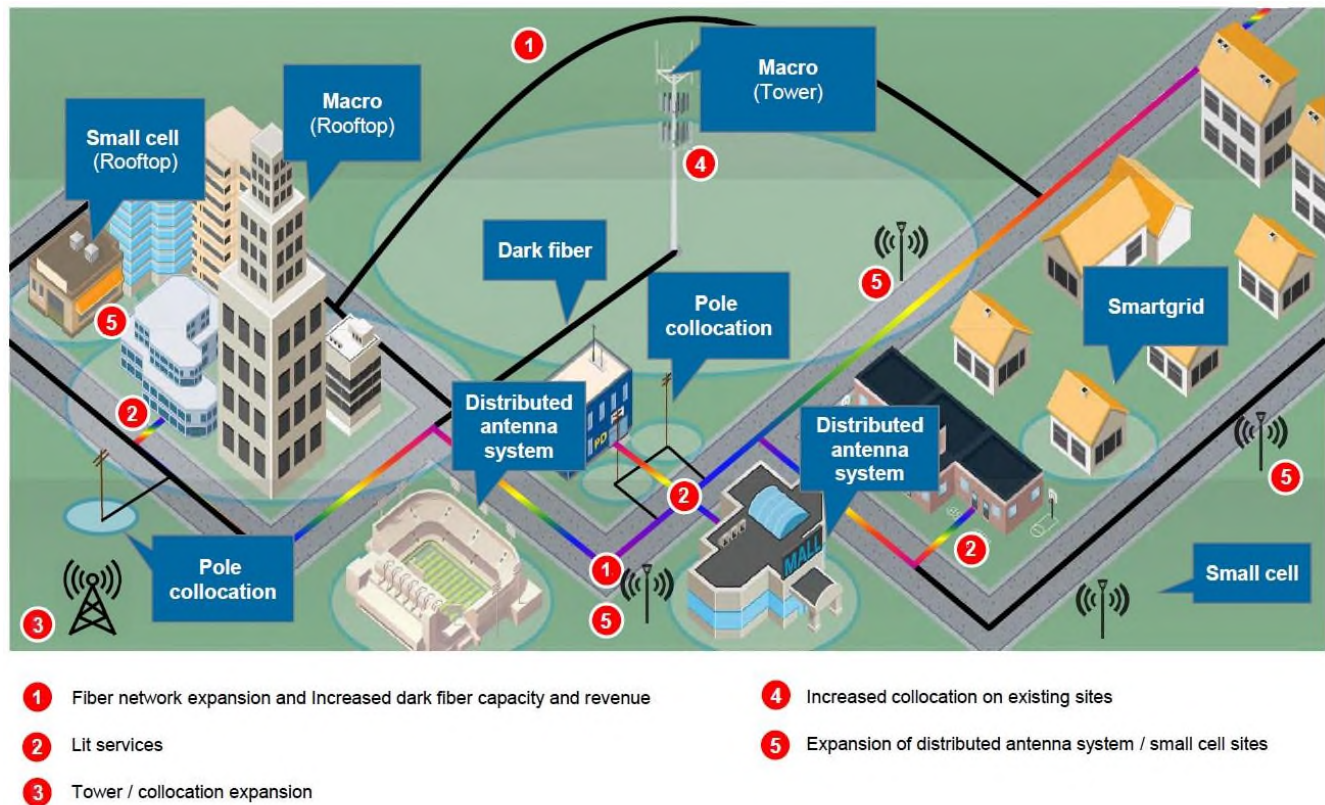 1
Macro
(Tower)
Macro
(Rooftop)
Small cell
(Rooftop)
4
Dark fiber
5
Pole
collocation
Smartgrid
5
2
Distributed
antenna
system
PD
Distributed
antenna
system
5
2
MALL
2
1
Pole
collocation
5
Small cell
3
1 Fiber network expansion and Increased dark fiber capacity and revenue
2 Lit services
3 Tower / collocation expansion
4 Increased collocation on existing sites
5 Expansion of distributed antenna system / small cell sites